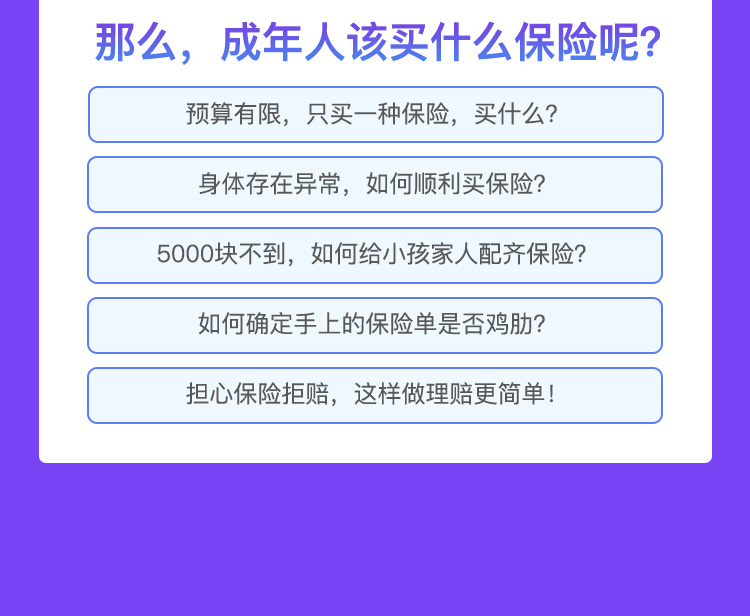 那么，成年人该买什么保险呢？
预算有限，只买一种保险，买什么？
身体存在异常，如何顺利买保险？
5000块不到，如何给小孩家人配齐保险？
如何确定手上的保险单是否鸡肋？
担心保险拒赔，这样做理赔更简单！